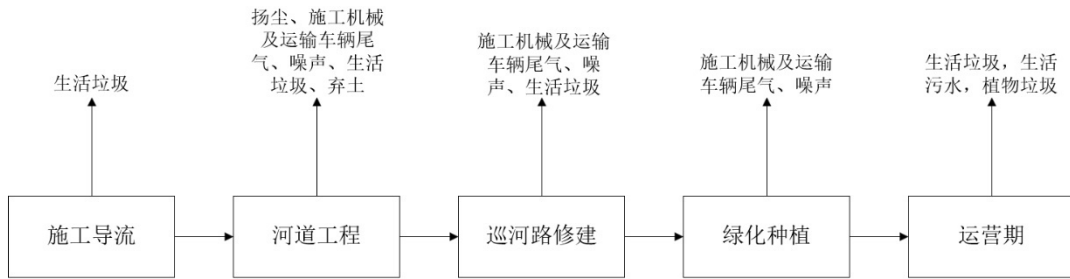 生活垃圾
扬尘、施工机械
及运输车辆尾
气、噪声、生活
垃圾、弃土
施工机械及运输
车辆尾气、噪
声、生活垃圾
施工机械及运输
车辆尾气、噪声
生活垃圾，生活
污水，植物垃圾
施工导流
河道工程
巡河路修建
绿化种植
运营期